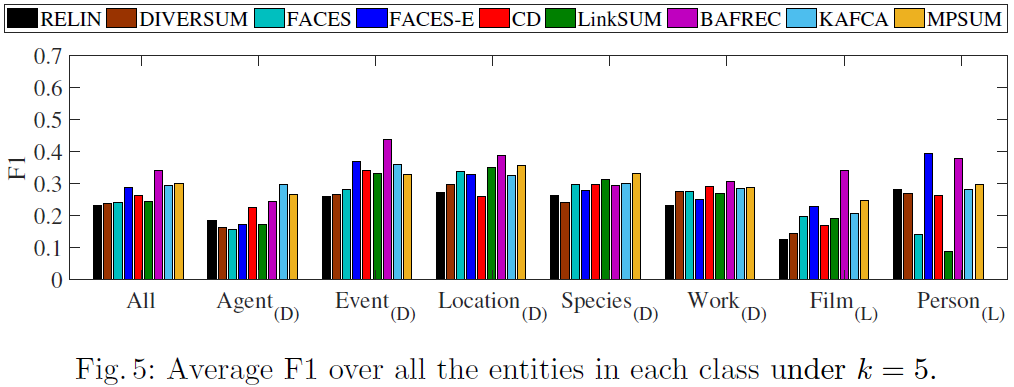 RELIN DIVERSUM FACES FACES-E CD LinkSUM BAFREC KAFCA MPSUM
0.7
0.6
0.5
0.4
0.3
0.2
0.1
0
F1
All Agent(D) Event(D) Location(D) Species(D) Work(D) Film(L) Person(L)
Fig. 5: Average F1 over all the entities in each class under k = 5.